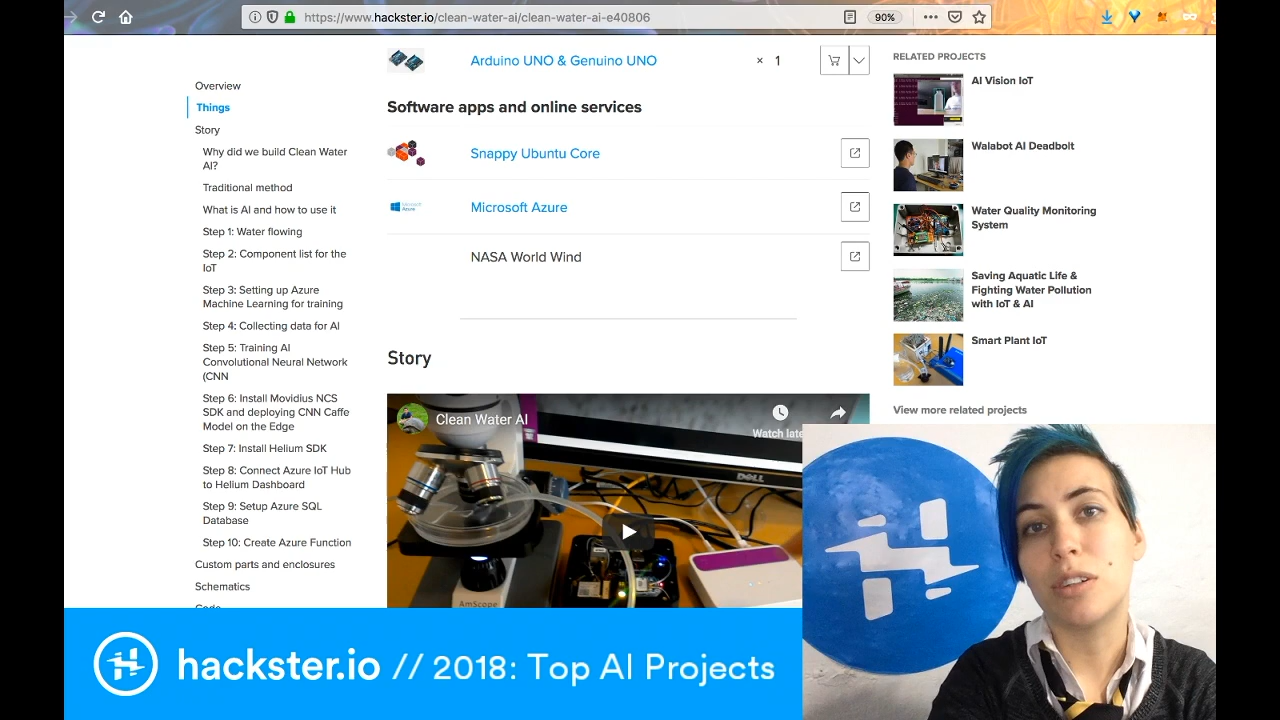 https://www.hackster.io/clean-water-ai/clean-water-ai-e40806
90%
Overview
Things
Story
Why did we build Clean Water
AI?
Traditional method
What is AI and how to use it
Step 1: Water flowing
Step 2: Component list for the
IoT
Step 3: Setting up Azure
Machine Learning for training
Step 4: Collecting data for AI
Step 5: Training AI
Convolutional Neural Network
(CNN
Step 6: Install Movidius NCS
SDK and deploying CNN Caffe
Model on the Edge
Step 7: Install Helium SDK
Step 8: Connect Azure IoT Hub
to Helium Dashboard
Step 9: Setup Azure SQL
Database
Step 10: Create Azure Function
Custom parts and enclosures
Schematics
Code
Arduino UNO & Genuino UNO
× 1
Software apps and online services
Snappy Ubuntu Core
Microsoft
Azure
Microsoft Azure
NASA World Wind
Story
Clean Water AI
Watch late
DELL
AmScope
RELATED PROJECTS
AI Vision IoT
Walabot AI Deadbolt
Water Quality Monitoring
System
Saving Aquatic Life &
Fighting Water Pollution
with IoT & AI
Smart Plant IoT
View more related projects
hackster.io // 2018: Top AI Projects